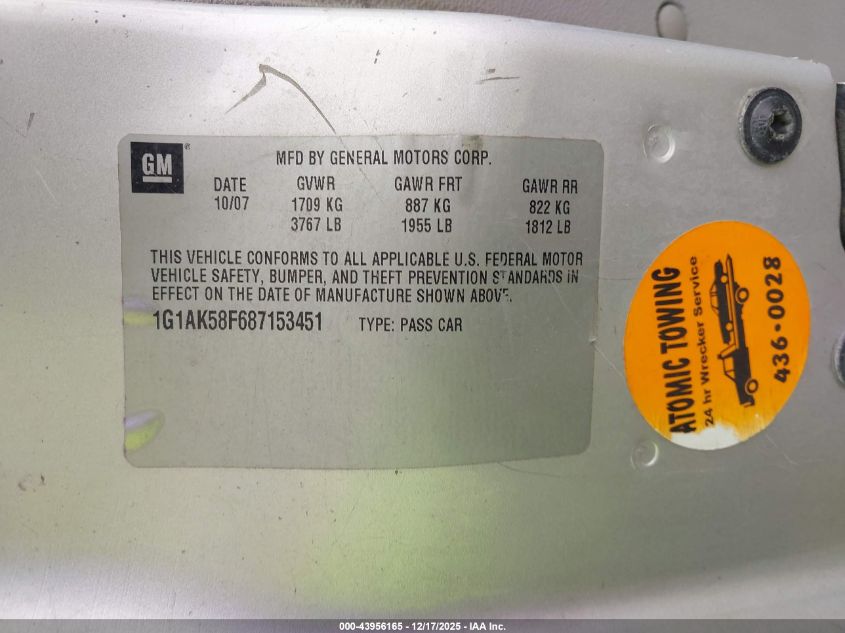 GM
MFD BY GENERAL MOTORS CORP.
DATE GVWR GAWR FRT GAWR RR
10/07 1709 KG 887 KG 822 KG
3767 LB 1955 LB 1812 LB
THIS VEHICLE CONFORMS TO ALL APPLICABLE U.S. FEDERAL MOTOR
VEHICLE SAFETY, BUMPER, AND THEFT PREVENTION STANDARDS IN
EFFECT ON THE DATE OF MANUFACTURE SHOWN ABOVE.
1G1AK58F687153451 TYPE: PASS CAR
ATOMIC TOWING
24 hr Wrecker Service
436-0028
000-43956165 - 12/17/2025 - IAA Inc.